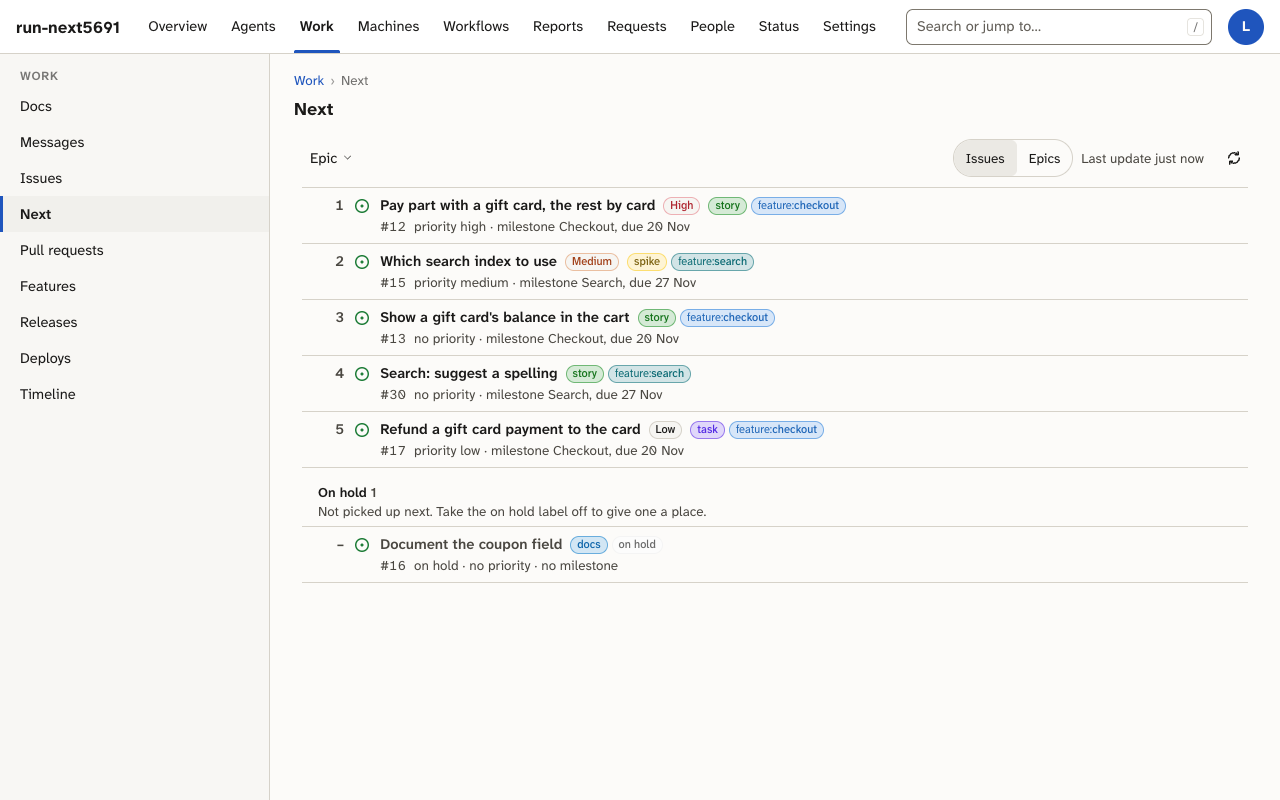 run-next5691 Overview Agents Work Machines Workflows Reports Requests People Status Settings Search or jump to… / L
WORK
Docs
Messages
Issues
Next
Pull requests
Features
Releases
Deploys
Timeline
Work › Next
Next
Epic Issues Epics Last update just now
1 Pay part with a gift card, the rest by card High story feature:checkout
#12 priority high · milestone Checkout, due 20 Nov
2 Which search index to use Medium spike feature:search
#15 priority medium · milestone Search, due 27 Nov
3 Show a gift card's balance in the cart story feature:checkout
#13 no priority · milestone Checkout, due 20 Nov
4 Search: suggest a spelling story feature:search
#30 no priority · milestone Search, due 27 Nov
5 Refund a gift card payment to the card Low task feature:checkout
#17 priority low · milestone Checkout, due 20 Nov
On hold 1
Not picked up next. Take the on hold label off to give one a place.
– Document the coupon field docs on hold
#16 on hold · no priority · no milestone